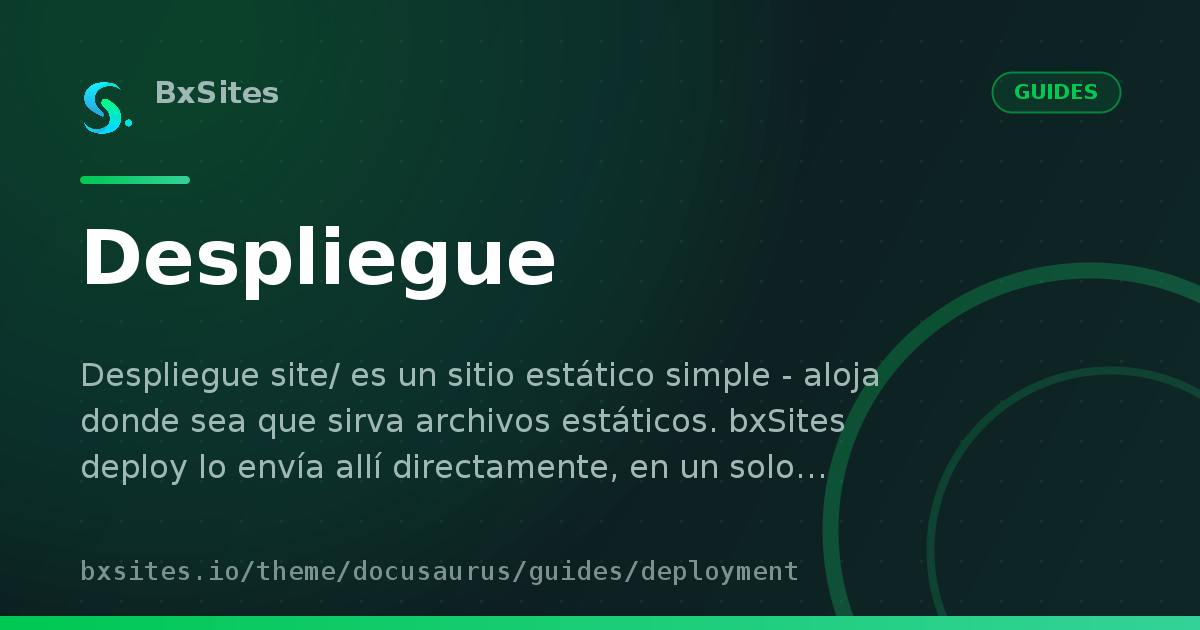 BxSites
GUIDES
Despliegue
Despliegue site/ es un sitio estático simple - aloja
donde sea que sirva archivos estáticos. bxSites
deploy lo envía allí directamente, en un solo...
bxsites.io/theme/docusaurus/guides/deployment